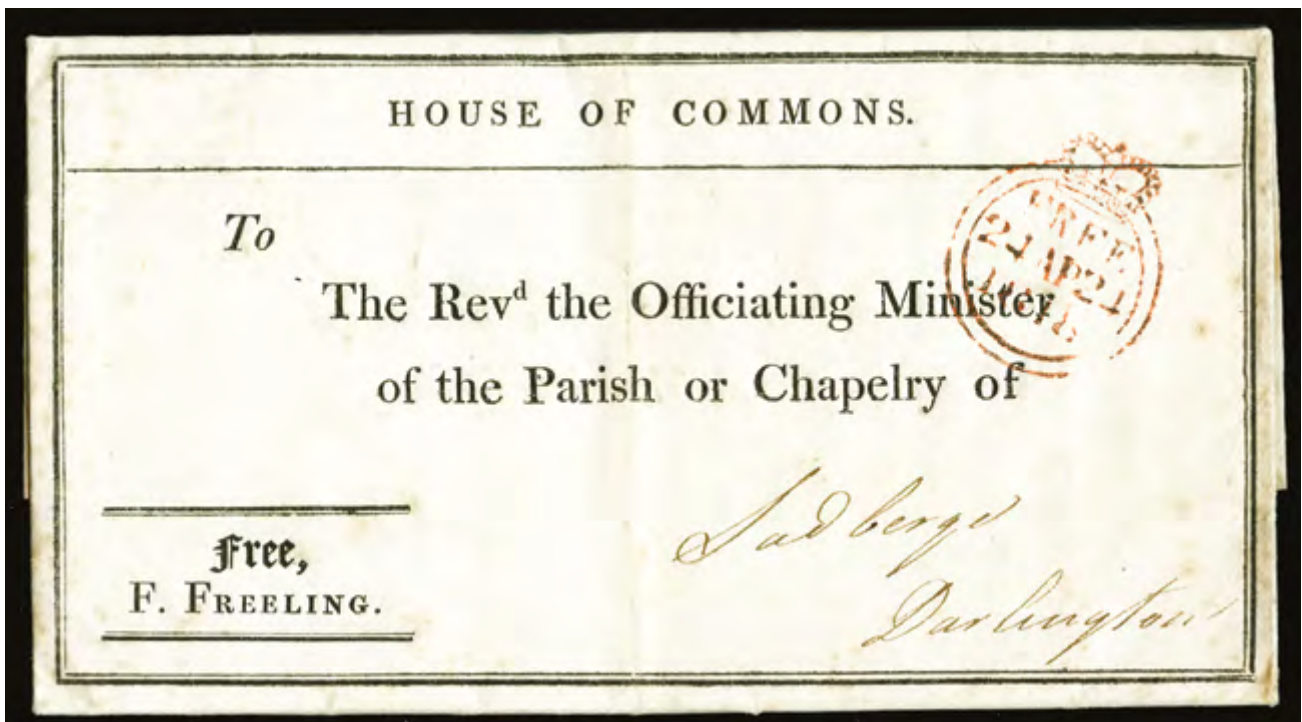 HOUSE OF COMMONS.
To
The Revd the Officiating Minister
of the Parish or Chapelry of
Sadberge
Darlington
Free,
F. FREELING.
FREE
AP